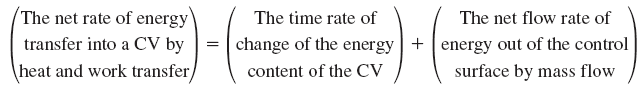 The net rate of energy
transfer into a CV by
heat and work transfer
=
The time rate of
change of the energy
content of the CV
+
The net flow rate of
energy out of the control
surface by mass flow